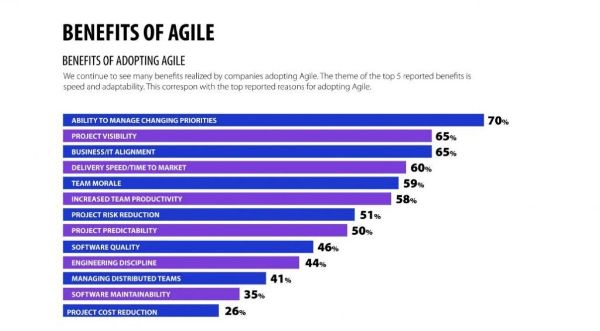 BENEFITS OF AGILE
BENEFITS OF ADOPTING AGILE
We continue to see many benefits realized by companies adopting Agile. The theme of the top 5 reported benefits is
speed and adaptability. This correspon with the top reported reasons for adopting Agile.
ABILITY TO MANAGE CHANGING PRIORITIES 70%
PROJECT VISIBILITY 65%
BUSINESS/IT ALIGNMENT 65%
DELIVERY SPEED/TIME TO MARKET 60%
TEAM MORALE 59%
INCREASED TEAM PRODUCTIVITY 58%
PROJECT RISK REDUCTION 51%
PROJECT PREDICTABILITY 50%
SOFTWARE QUALITY 46%
ENGINEERING DISCIPLINE 44%
MANAGING DISTRIBUTED TEAMS 41%
SOFTWARE MAINTAINABILITY 35%
PROJECT COST REDUCTION 26%